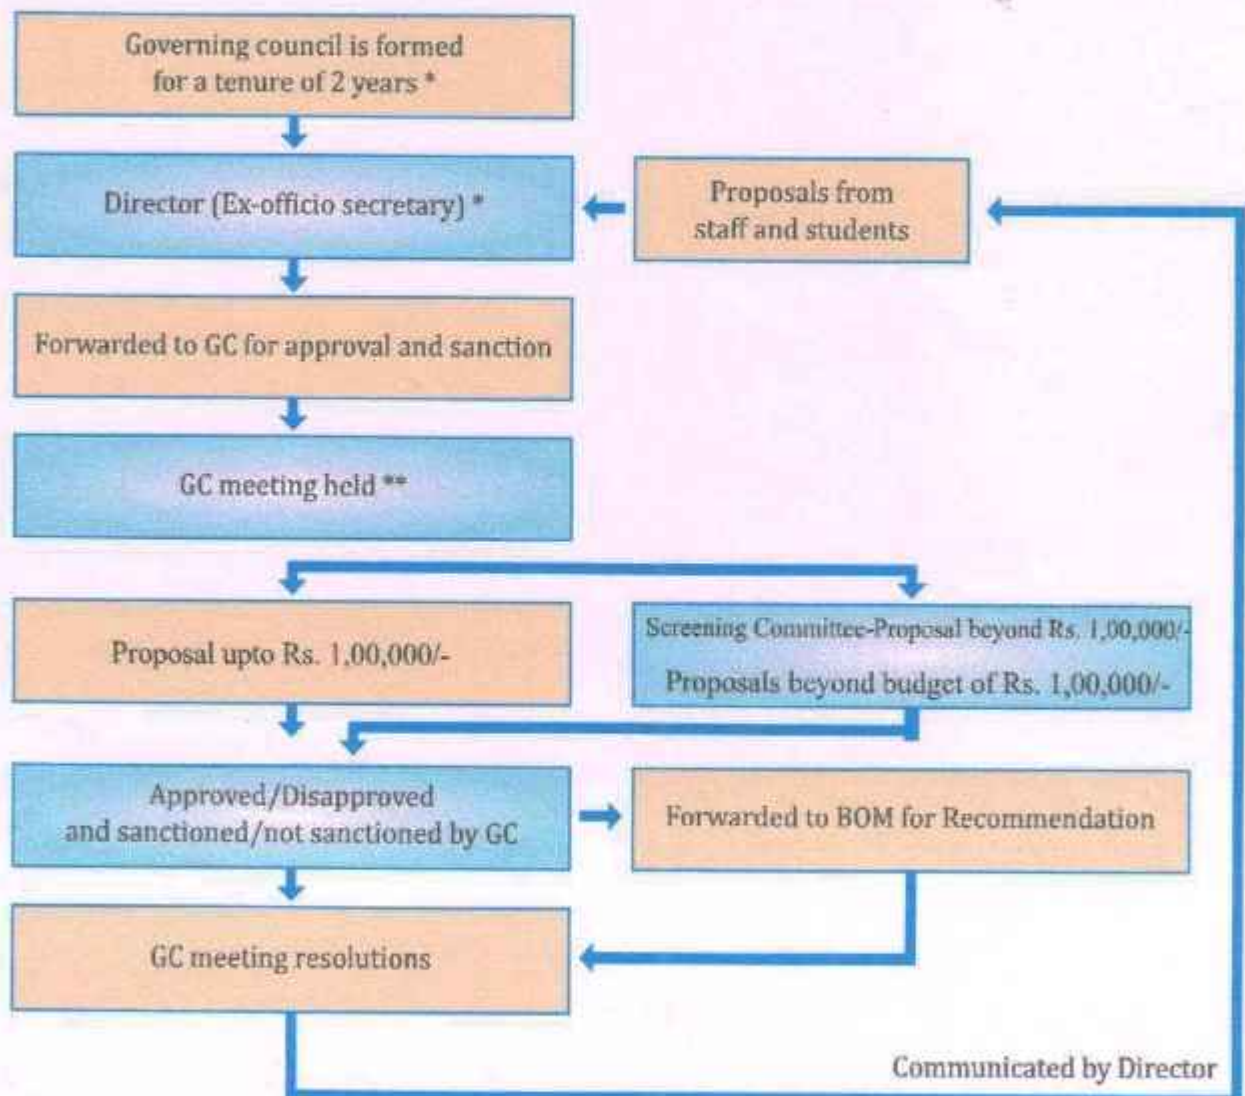 Governing council is formed
for a tenure of 2 years *
Director (Ex-officio secretary) *
Proposals from
staff and students
Forwarded to GC for approval and sanction
GC meeting held **
Proposal upto Rs. 1,00,000/-
Screening Committee-Proposal beyond Rs. 1,00,000/-
Proposals beyond budget of Rs. 1,00,000/-
Approved/Disapproved
and sanctioned/not sanctioned by GC
Forwarded to BOM for Recommendation
GC meeting resolutions
Communicated by Director